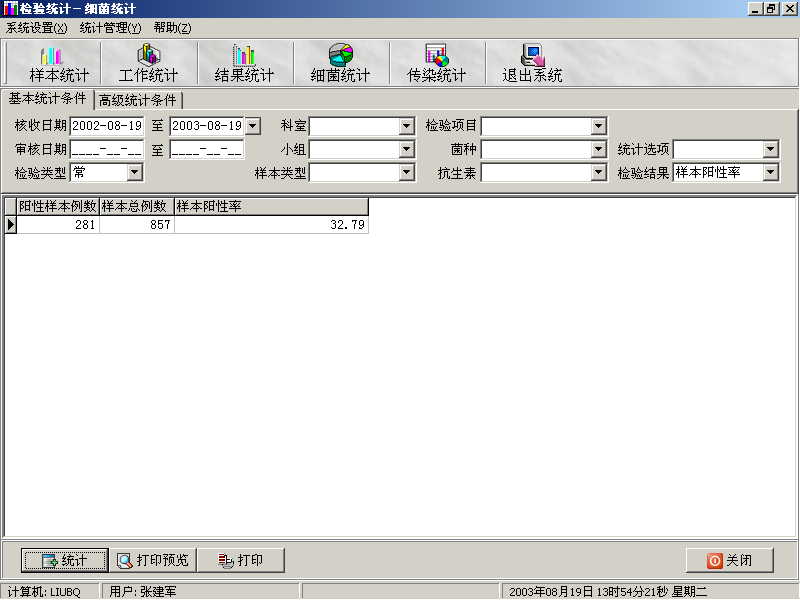 检验统计－细菌统计
系统设置(X) 统计管理(Y) 帮助(Z)
样本统计 工作统计 结果统计 细菌统计 传染统计 退出系统
基本统计条件 高级统计条件
核收日期 2002-08-19 至 2003-08-19 科室 检验项目
审核日期 ____-__-__ 至 ____-__-__ 小组 菌种 统计选项
检验类型 常 样本类型 抗生素 检验结果 样本阳性率
阳性样本例数 样本总例数 样本阳性率
281 857 32.79
统计 打印预览 打印 关闭
计算机: LIUBQ 用户: 张建军 2003年08月19日 13时54分21秒 星期二